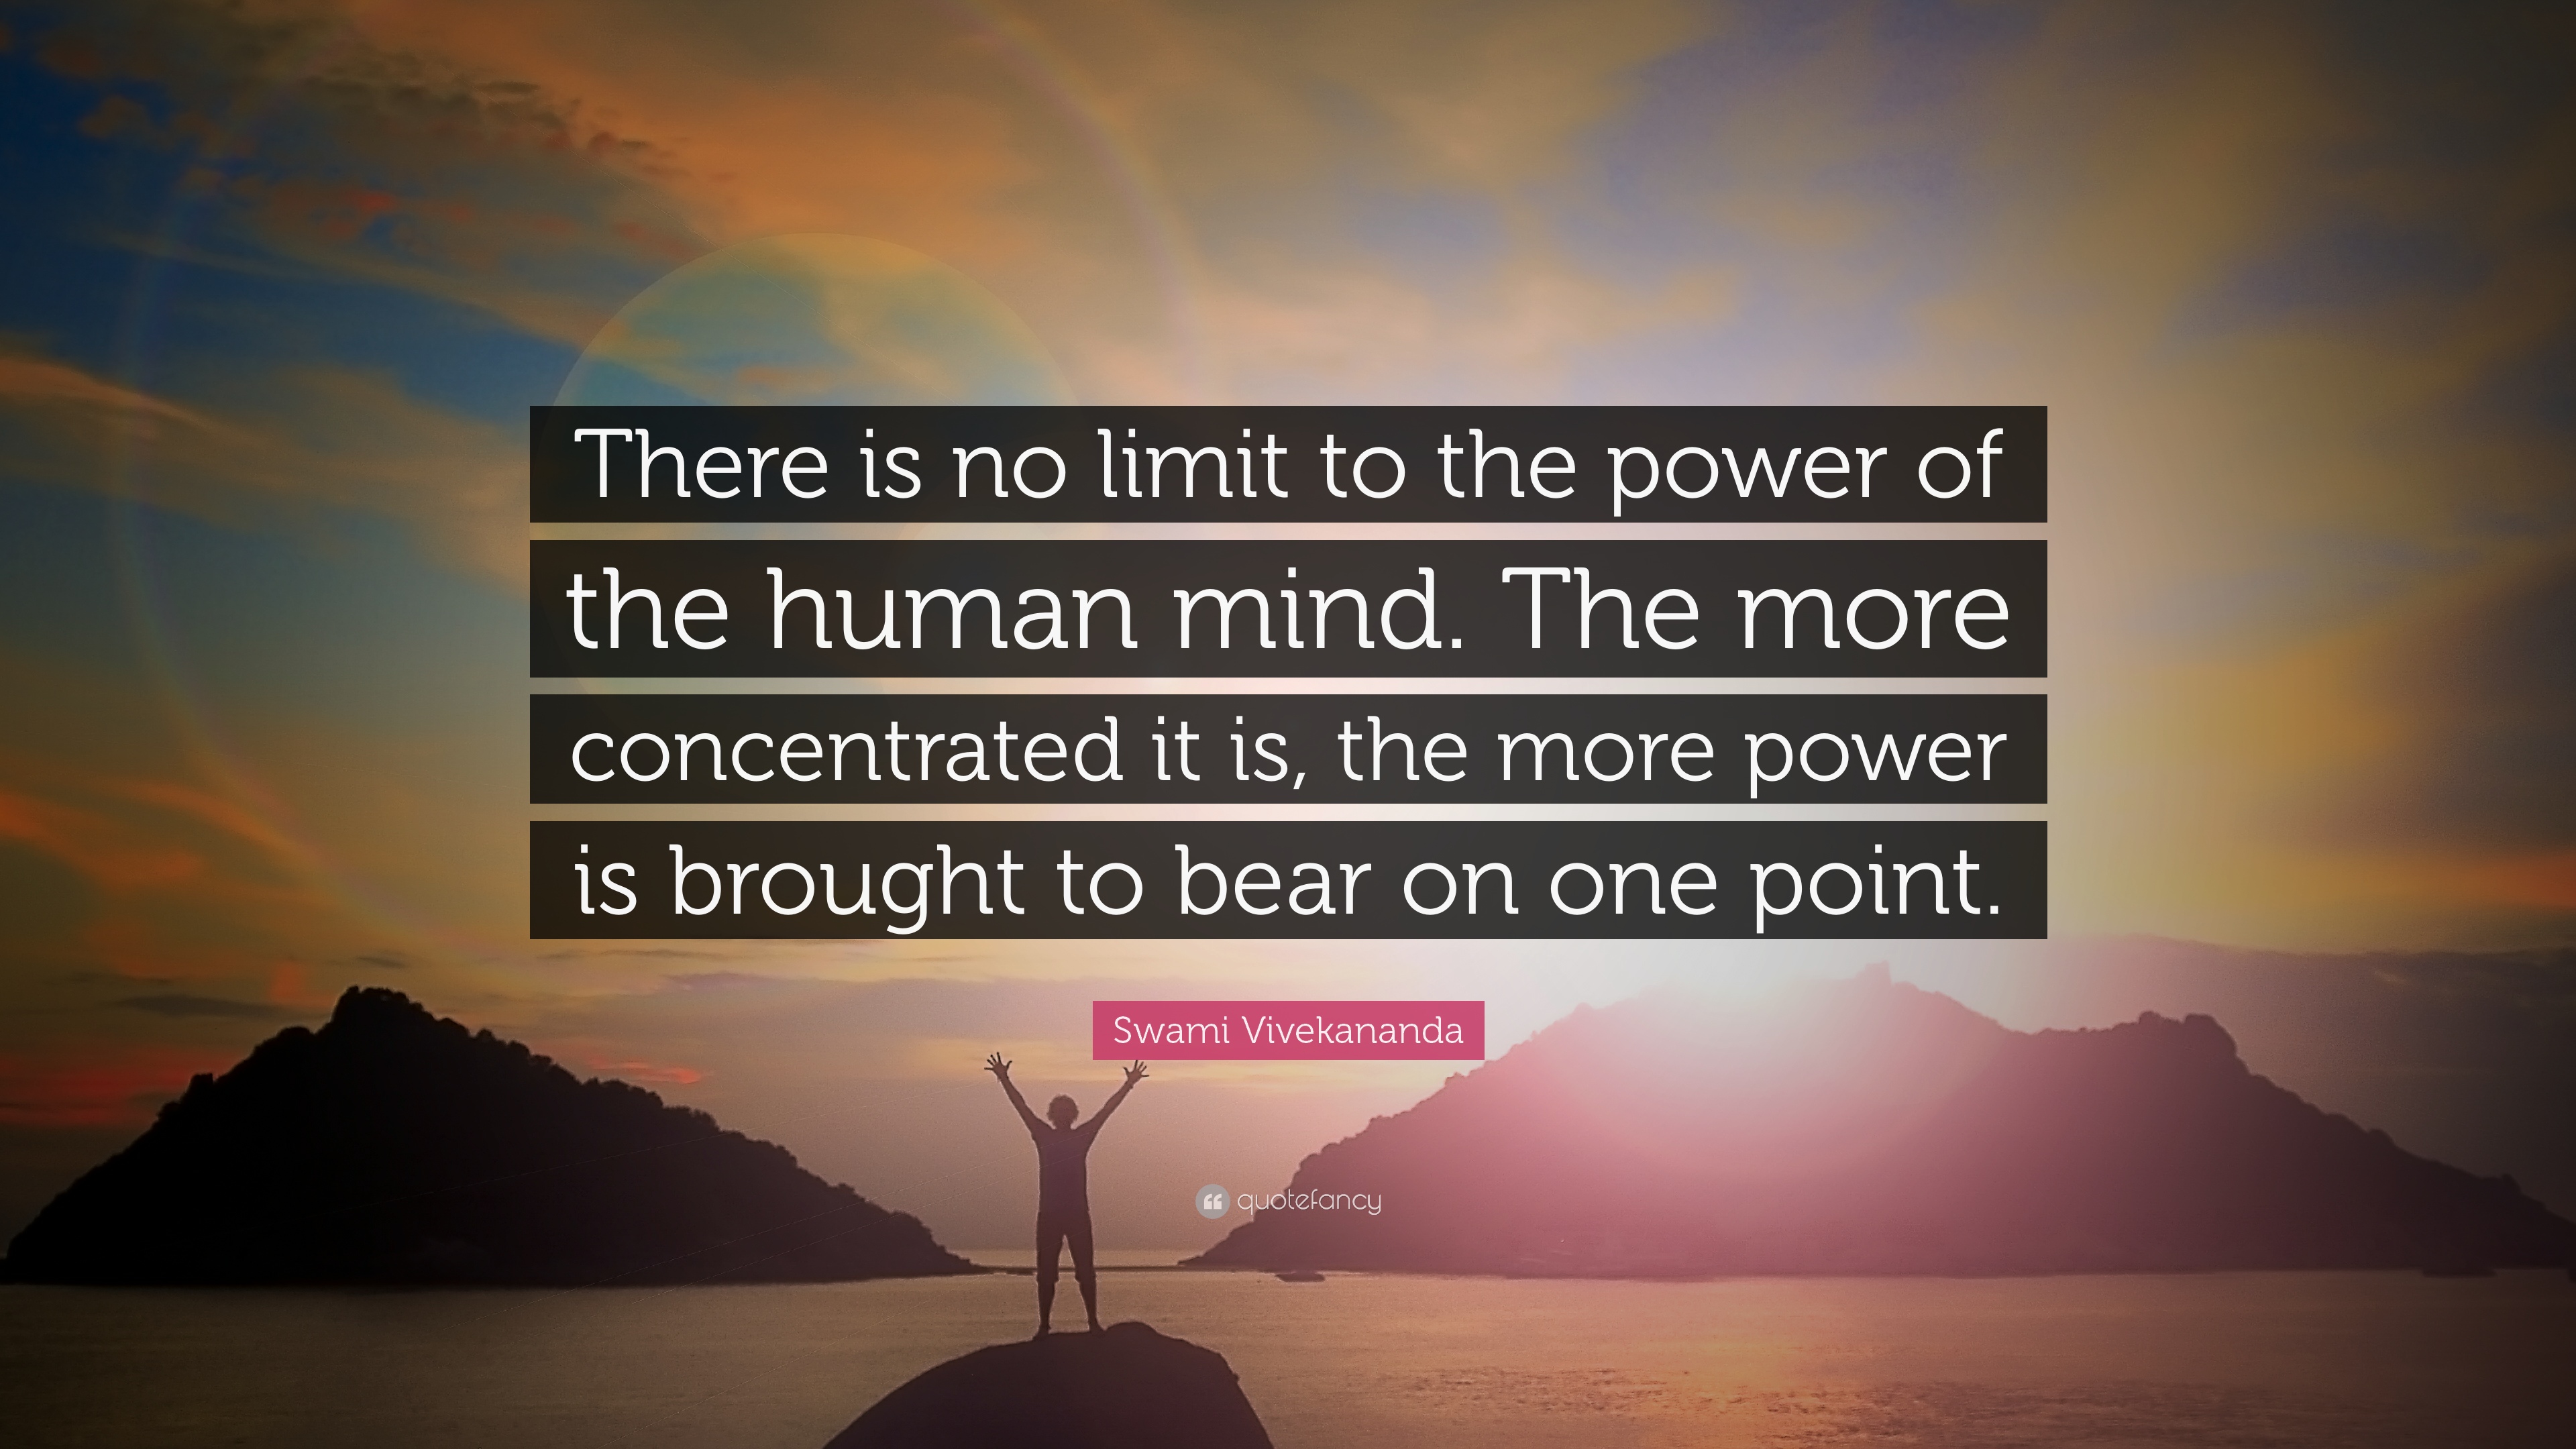 There is no limit to the power of
the human mind. The more
concentrated it is, the more power
is brought to bear on one point.
Swami Vivekananda
quotefancy